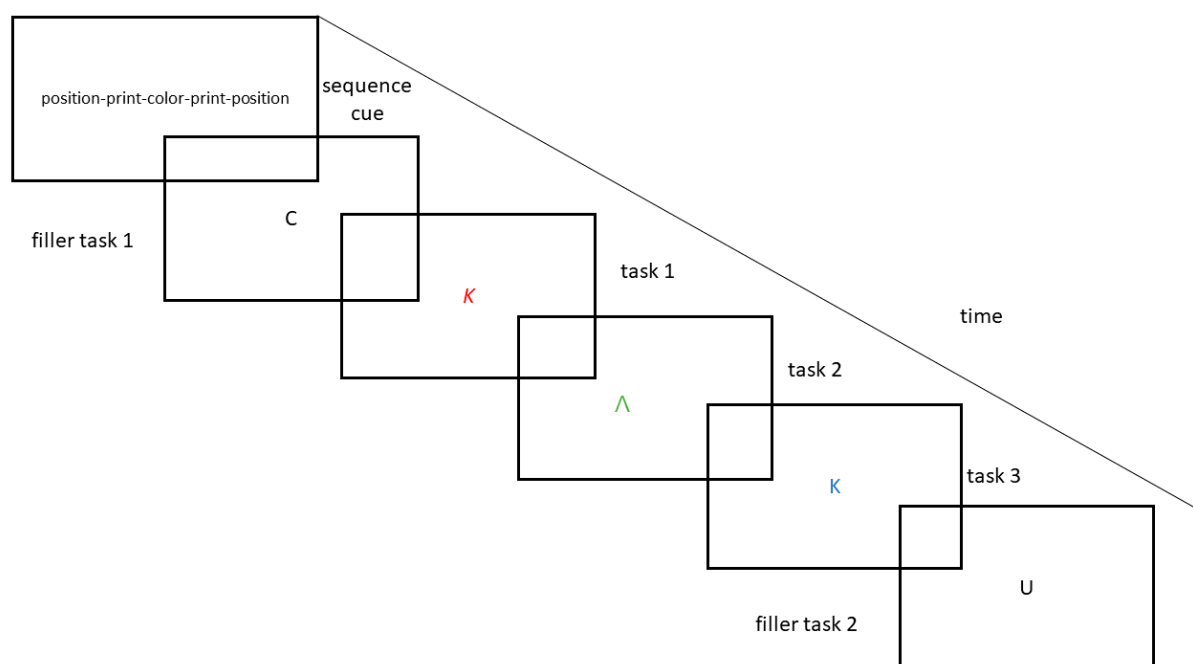 position-print-color-print-position
sequence
cue
C
filler task 1
K
task 1
time
Λ
task 2
K
task 3
U
filler task 2